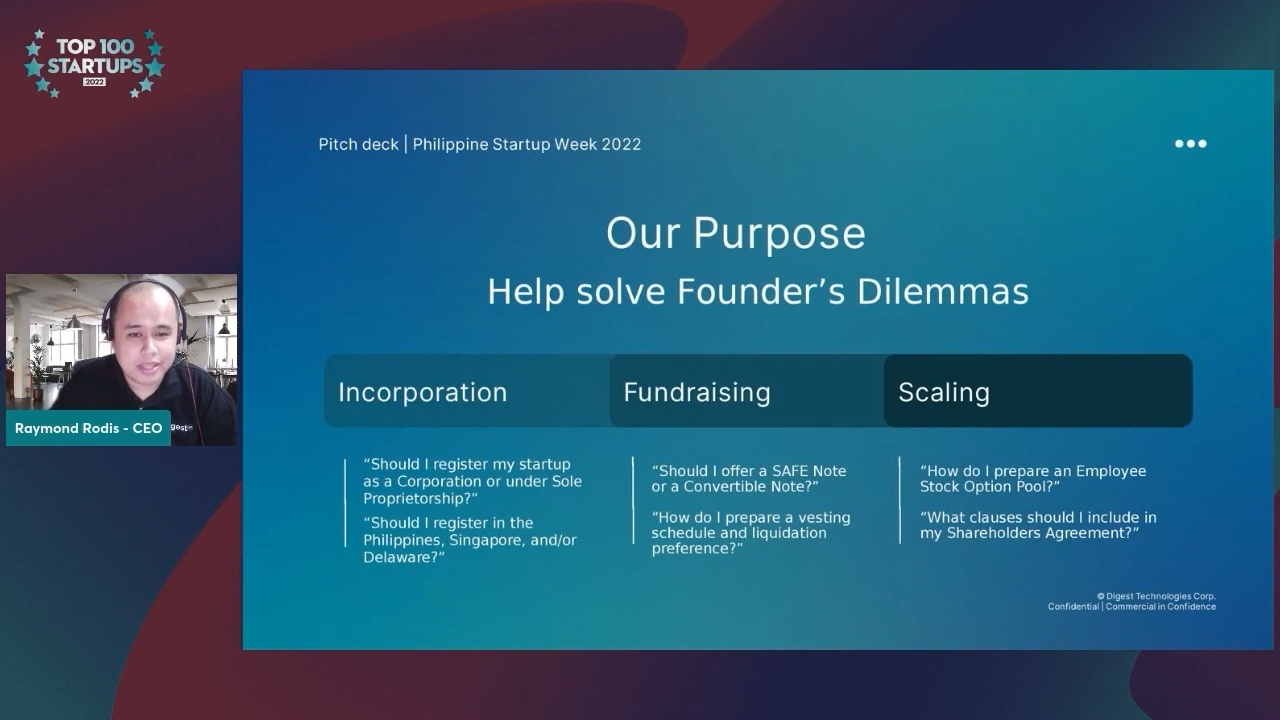 TOP 100
STARTUPS
2022
Pitch deck | Philippine Startup Week 2022
Our Purpose
Help solve Founder’s Dilemmas
Incorporation
Fundraising
Scaling
“Should I register my startup
as a Corporation or under Sole
Proprietorship?”
“Should I register in the
Philippines, Singapore, and/or
Delaware?”
“Should I offer a SAFE Note
or a Convertible Note?”
“How do I prepare a vesting
schedule and liquidation
preference?”
“How do I prepare an Employee
Stock Option Pool?”
“What clauses should I include in
my Shareholders Agreement?”
Raymond Rodis - CEO
© Digest Technologies Corp.
Confidential | Commercial in Confidence